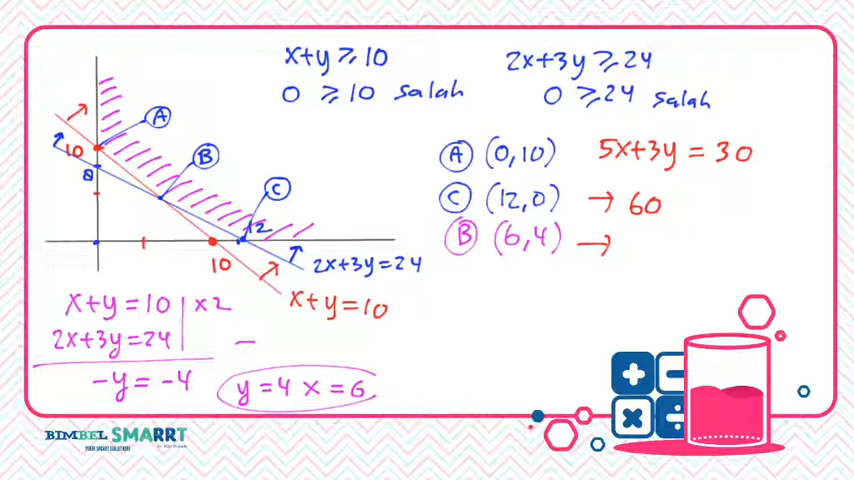 x+y ≥ 10
0 ≥ 10 salah
2x+3y ≥ 24
0 ≥ 24 salah
A
B
C
10
8
12
10
2x+3y=24
x+y=10
A (0,10) 5x+3y = 30
C (12,0) → 60
B (6,4) →
x+y=10 | x2
2x+3y=24 | −
-y = -4
y=4 x=6
BIMBEL SMARRT
YOUR SMART SOLUTION